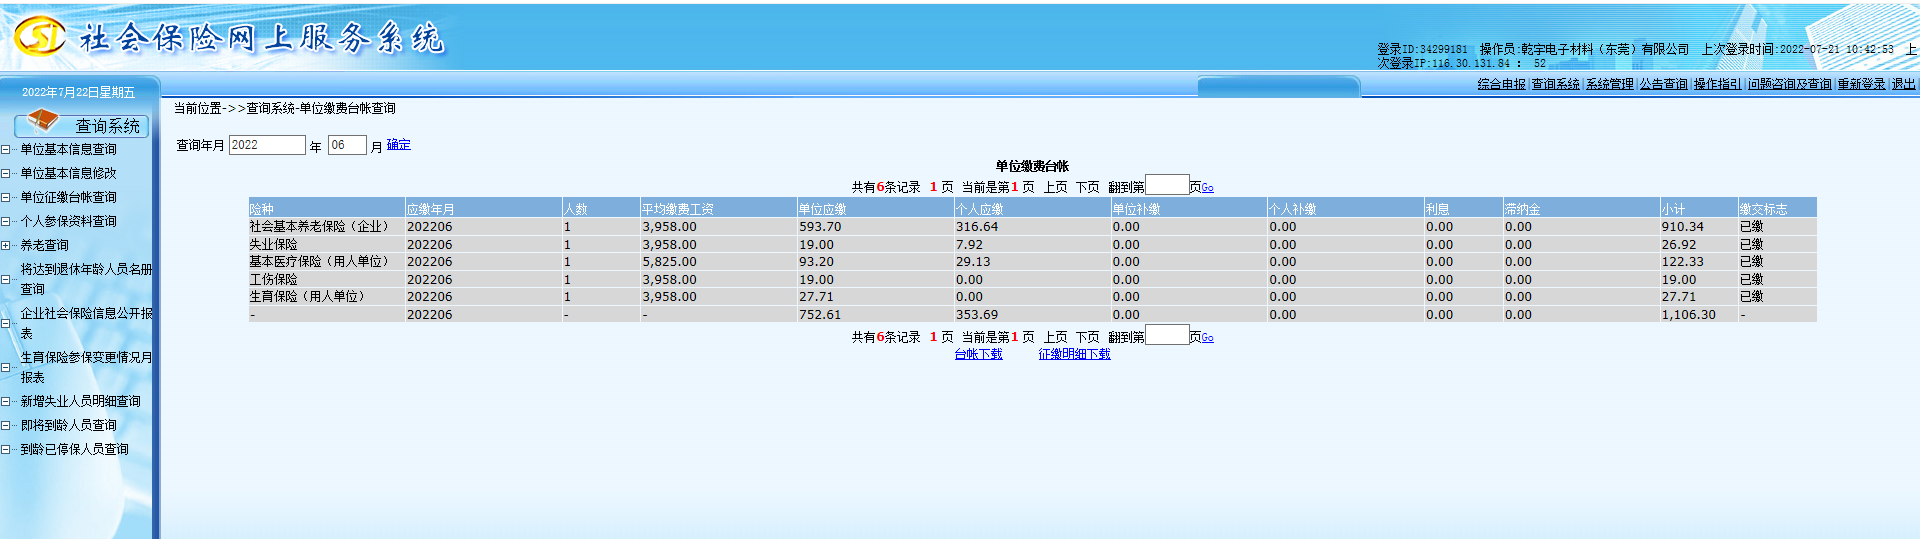 社会保险网上服务系统
登录ID:34299181 操作员:乾宇电子材料（东莞）有限公司 上次登录时间:2022-07-21 10:42:53 上
次登录IP:116.30.131.84 : 52
2022年7月22日星期五
综合申报|查询系统|系统管理|公告查询|操作指引|问题咨询及查询|重新登录|退出
查询系统
单位基本信息查询
单位基本信息修改
单位征缴台帐查询
个人参保资料查询
养老查询
将达到退休年龄人员名册
查询
企业社会保险信息公开报
表
生育保险参保变更情况月
报表
新增失业人员明细查询
即将到龄人员查询
到龄已停保人员查询
当前位置->>查询系统-单位缴费台帐查询
查询年月 2022 年 06 月 确定
单位缴费台帐
共有6条记录 1 页 当前是第1 页 上页 下页 翻到第 页Go
险种 应缴年月 人数 平均缴费工资 单位应缴 个人应缴 单位补缴 个人补缴 利息 滞纳金 小计 缴交标志
社会基本养老保险（企业） 202206 1 3,958.00 593.70 316.64 0.00 0.00 0.00 0.00 910.34 已缴
失业保险 202206 1 3,958.00 19.00 7.92 0.00 0.00 0.00 0.00 26.92 已缴
基本医疗保险（用人单位） 202206 1 5,825.00 93.20 29.13 0.00 0.00 0.00 0.00 122.33 已缴
工伤保险 202206 1 3,958.00 19.00 0.00 0.00 0.00 0.00 0.00 19.00 已缴
生育保险（用人单位） 202206 1 3,958.00 27.71 0.00 0.00 0.00 0.00 0.00 27.71 已缴
- 202206 - - 752.61 353.69 0.00 0.00 0.00 0.00 1,106.30 -
共有6条记录 1 页 当前是第1 页 上页 下页 翻到第 页Go
台帐下载 征缴明细下载